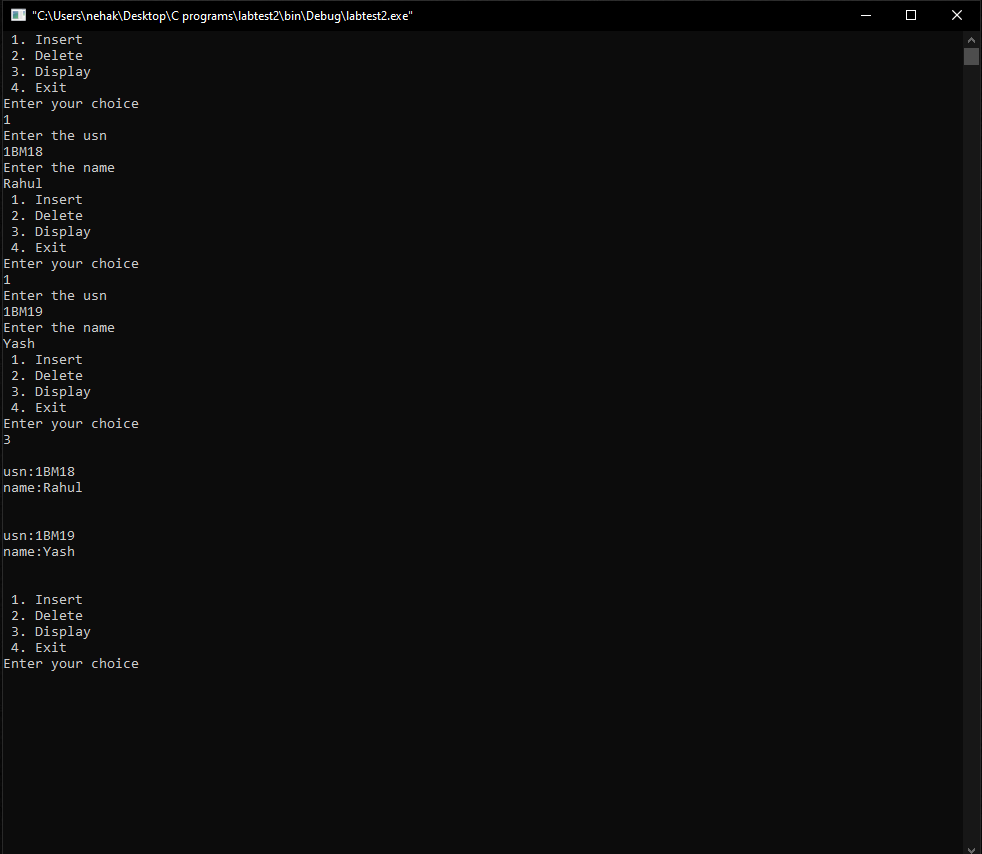 "C:\Users\nehak\Desktop\C programs\labtest2\bin\Debug\labtest2.exe"
1. Insert
2. Delete
3. Display
4. Exit
Enter your choice
1
Enter the usn
1BM18
Enter the name
Rahul
1. Insert
2. Delete
3. Display
4. Exit
Enter your choice
1
Enter the usn
1BM19
Enter the name
Yash
1. Insert
2. Delete
3. Display
4. Exit
Enter your choice
3
usn:1BM18
name:Rahul
usn:1BM19
name:Yash
1. Insert
2. Delete
3. Display
4. Exit
Enter your choice